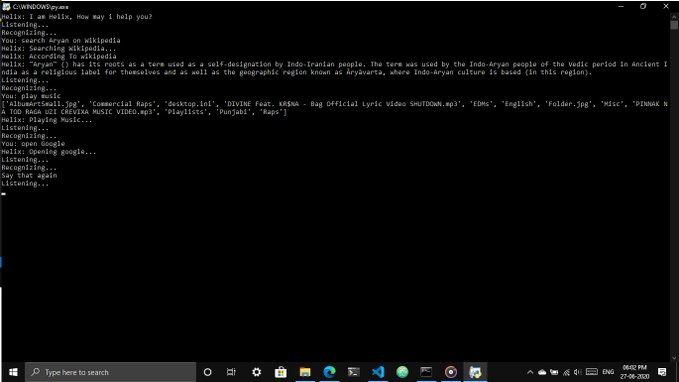 C:\WINDOWS\py.exe
Helix: I am Helix, How may i help you?
Listening...
Recognizing...
You: search Aryan on Wikipedia
Helix: Searching Wikipedia...
Helix: According To wikipedia
Helix: "Aryan" () has its roots as a term used as a self-designation by Indo-Iranian people. The term was used by the Indo-Aryan people of the Vedic period in Ancient I
ndia as a religious label for themselves and as well as the geographic region known as Āryāvarta, where Indo-Aryan culture is based (in this region).
Listening...
Recognizing...
You: play music
['AlbumArtSmall.jpg', 'Commercial Raps', 'desktop.ini', 'DIVINE Feat. KR$NA - Bag Official Lyric Video SHUTDOWN.mp3', 'EDMs', 'English', 'Folder.jpg', 'Misc', 'PINNAK N
A TOD RAGA UZI CREVIXA MUSIC VIDEO.mp3', 'Playlists', 'Punjabi', 'Raps']
Helix: Playing Music...
Listening...
Recognizing...
You: open Google
Helix: Opening google...
Listening...
Recognizing...
Say that again
Listening...
Type here to search
ENG
06:02 PM
27-06-2020